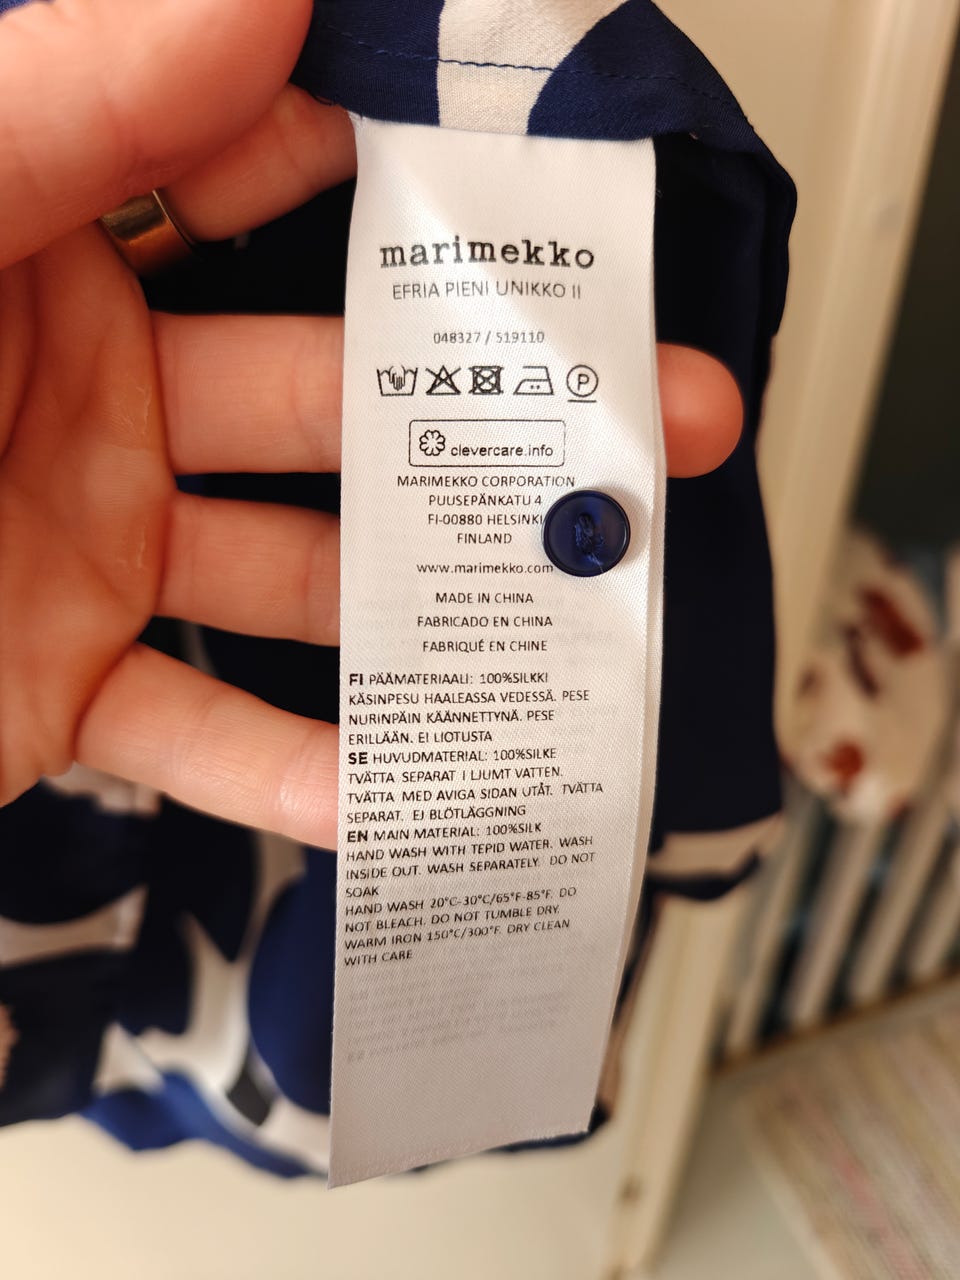 marimekko
EFRIA PIENI UNIKKO II
048327 / 519110
P
clevercare.info
MARIMEKKO CORPORATION
PUUSEPÄNKATU 4
FI-00880 HELSINKI
FINLAND
www.marimekko.com
MADE IN CHINA
FABRICADO EN CHINA
FABRIQUÉ EN CHINE
FI PÄÄMATERIAALI: 100%SILKKI
KÄSINPESU HAALEASSA VEDESSÄ. PESE
NURINPÄIN KÄÄNNETTYNÄ. PESE
ERILLÄÄN. EI LIOTUSTA
SE HUVUDMATERIAL: 100%SILKE
TVÄTTA SEPARAT I LJUMT VATTEN.
TVÄTTA MED AVIGA SIDAN UTÅT. TVÄTTA
SEPARAT. EJ BLÖTLÄGGNING
EN MAIN MATERIAL: 100%SILK
HAND WASH WITH TEPID WATER. WASH
INSIDE OUT. WASH SEPARATELY. DO NOT
SOAK
HAND WASH 20°C-30°C/65°F-85°F. DO
NOT BLEACH. DO NOT TUMBLE DRY.
WARM IRON 150°C/300°F. DRY CLEAN
WITH CARE